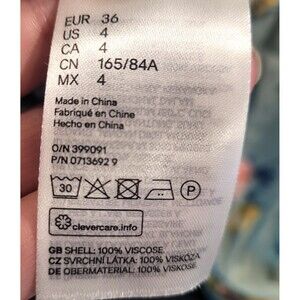 EUR 36
US 4
CA 4
CN 165/84A
MX 4
Made in China
Fabriqué en Chine
Hecho en China
O/N 399091
P/N 0713692 9
30
P
clevercare.info
GB SHELL: 100% VISCOSE
CZ SVRCHNÍ LÁTKA: 100% VISKÓZA
DE OBERMATERIAL: 100% VISKOSE